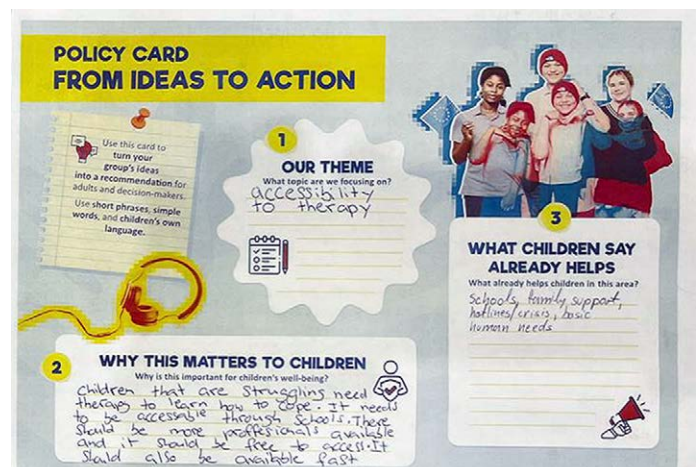 POLICY CARD
FROM IDEAS TO ACTION
Use this card to
turn your
group's ideas
into a recommendation for
adults and decision-makers.
Use short phrases, simple
words, and children's own
language.
1
OUR THEME
What topic are we focusing on?
accessibility
to therapy
2
WHY THIS MATTERS TO CHILDREN
Why is this important for children's well-being?
children that are struggling need
therapy to learn how to cope. It needs
to be accessable through schools. There
should be more proffesionals available
and it should be free to access. It
should also be available fast
3
WHAT CHILDREN SAY
ALREADY HELPS
What already helps children in this area?
Schools, family support,
hotlines/crisis, basic
human needs